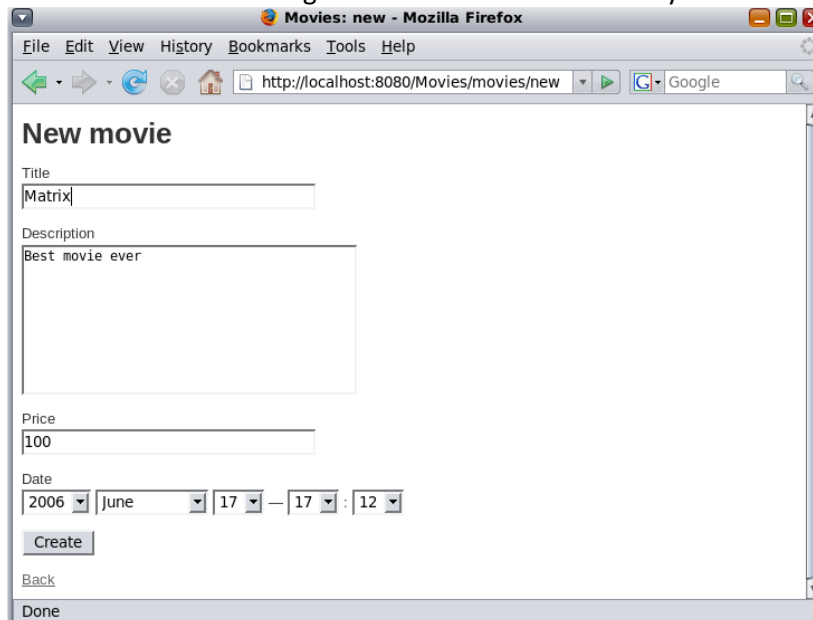 Movies: new - Mozilla Firefox
File Edit View History Bookmarks Tools Help
http://localhost:8080/Movies/movies/new G Google
New movie
Title
Matrix
Description
Best movie ever
Price
100
Date
2006 June 17 — 17 : 12
Create
Back
Done